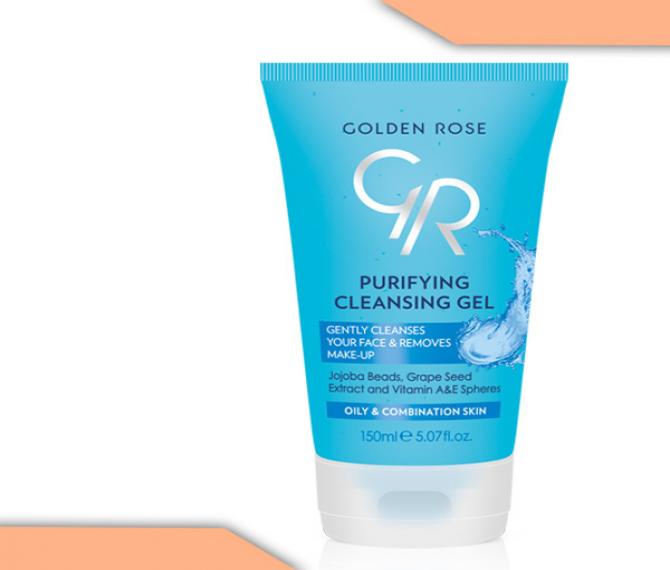 GOLDEN ROSE
GR
PURIFYING
CLEANSING GEL
GENTLY CLEANSES
YOUR FACE & REMOVES
MAKE-UP
Jojoba Beads, Grape Seed
Extract and Vitamin A&E Spheres
OILY & COMBINATION SKIN
150ml ℮ 5.07fl.oz.